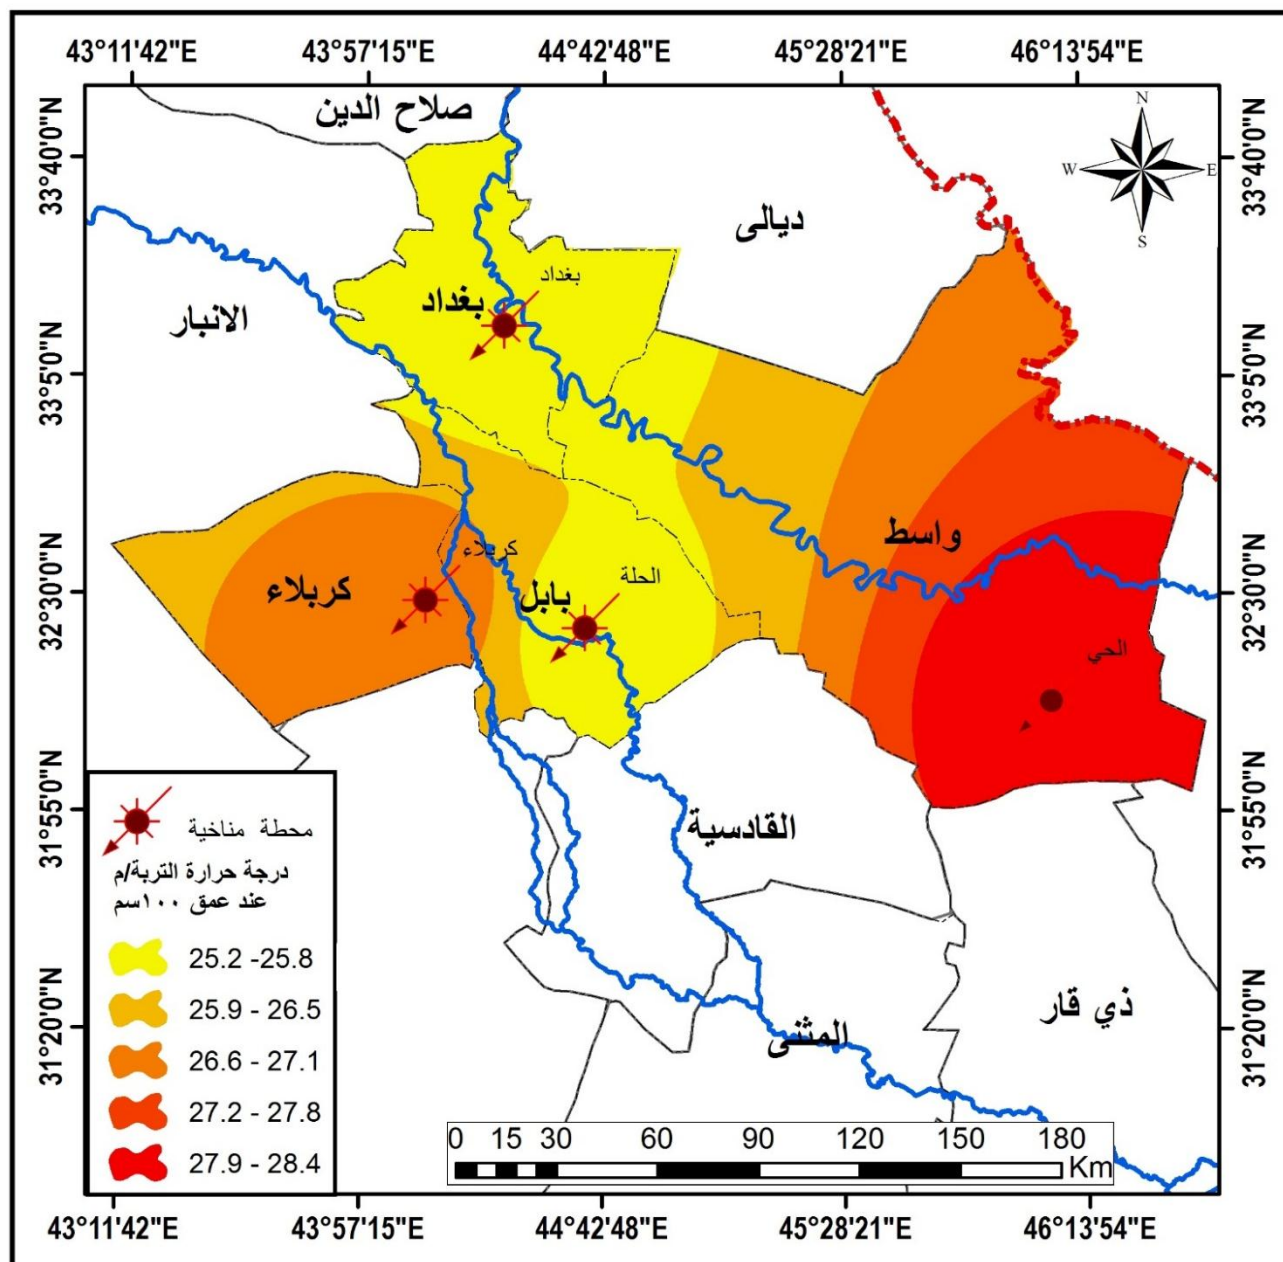 43°11'42"E 43°57'15"E 44°42'48"E 45°28'21"E 46°13'54"E
صلاح الدين
N
33°40'0"N
33°40'0"N
W E
S
ديالى
بغداد
الانبار
بغداد
33°5'0"N
33°5'0"N
واسط
كربلاء
32°30'0"N
32°30'0"N
الحلة
كربلاء
بابل
الحي
31°55'0"N
31°55'0"N
القادسية
محطة مناخية
درجة حرارة التربة/م
عند عمق ١٠٠سم
25.2 -25.8
25.9 - 26.5
26.6 - 27.1
27.2 - 27.8
27.9 - 28.4
ذي قار
المثنى
31°20'0"N
31°20'0"N
0 15 30 60 90 120 150 180
Km
43°11'42"E 43°57'15"E 44°42'48"E 45°28'21"E 46°13'54"E